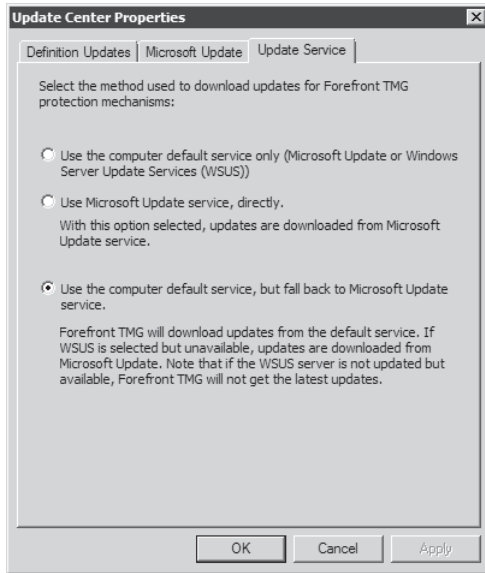 Update Center Properties
Definition Updates Microsoft Update Update Service
Select the method used to download updates for Forefront TMG
protection mechanisms:
Use the computer default service only (Microsoft Update or Windows
Server Update Services (WSUS))
Use Microsoft Update service, directly.
With this option selected, updates are downloaded from Microsoft
Update service.
Use the computer default service, but fall back to Microsoft Update
service.
Forefront TMG will download updates from the default service. If
WSUS is selected but unavailable, updates are downloaded from
Microsoft Update. Note that if the WSUS server is not updated but
available, Forefront TMG will not get the latest updates.
OK Cancel Apply